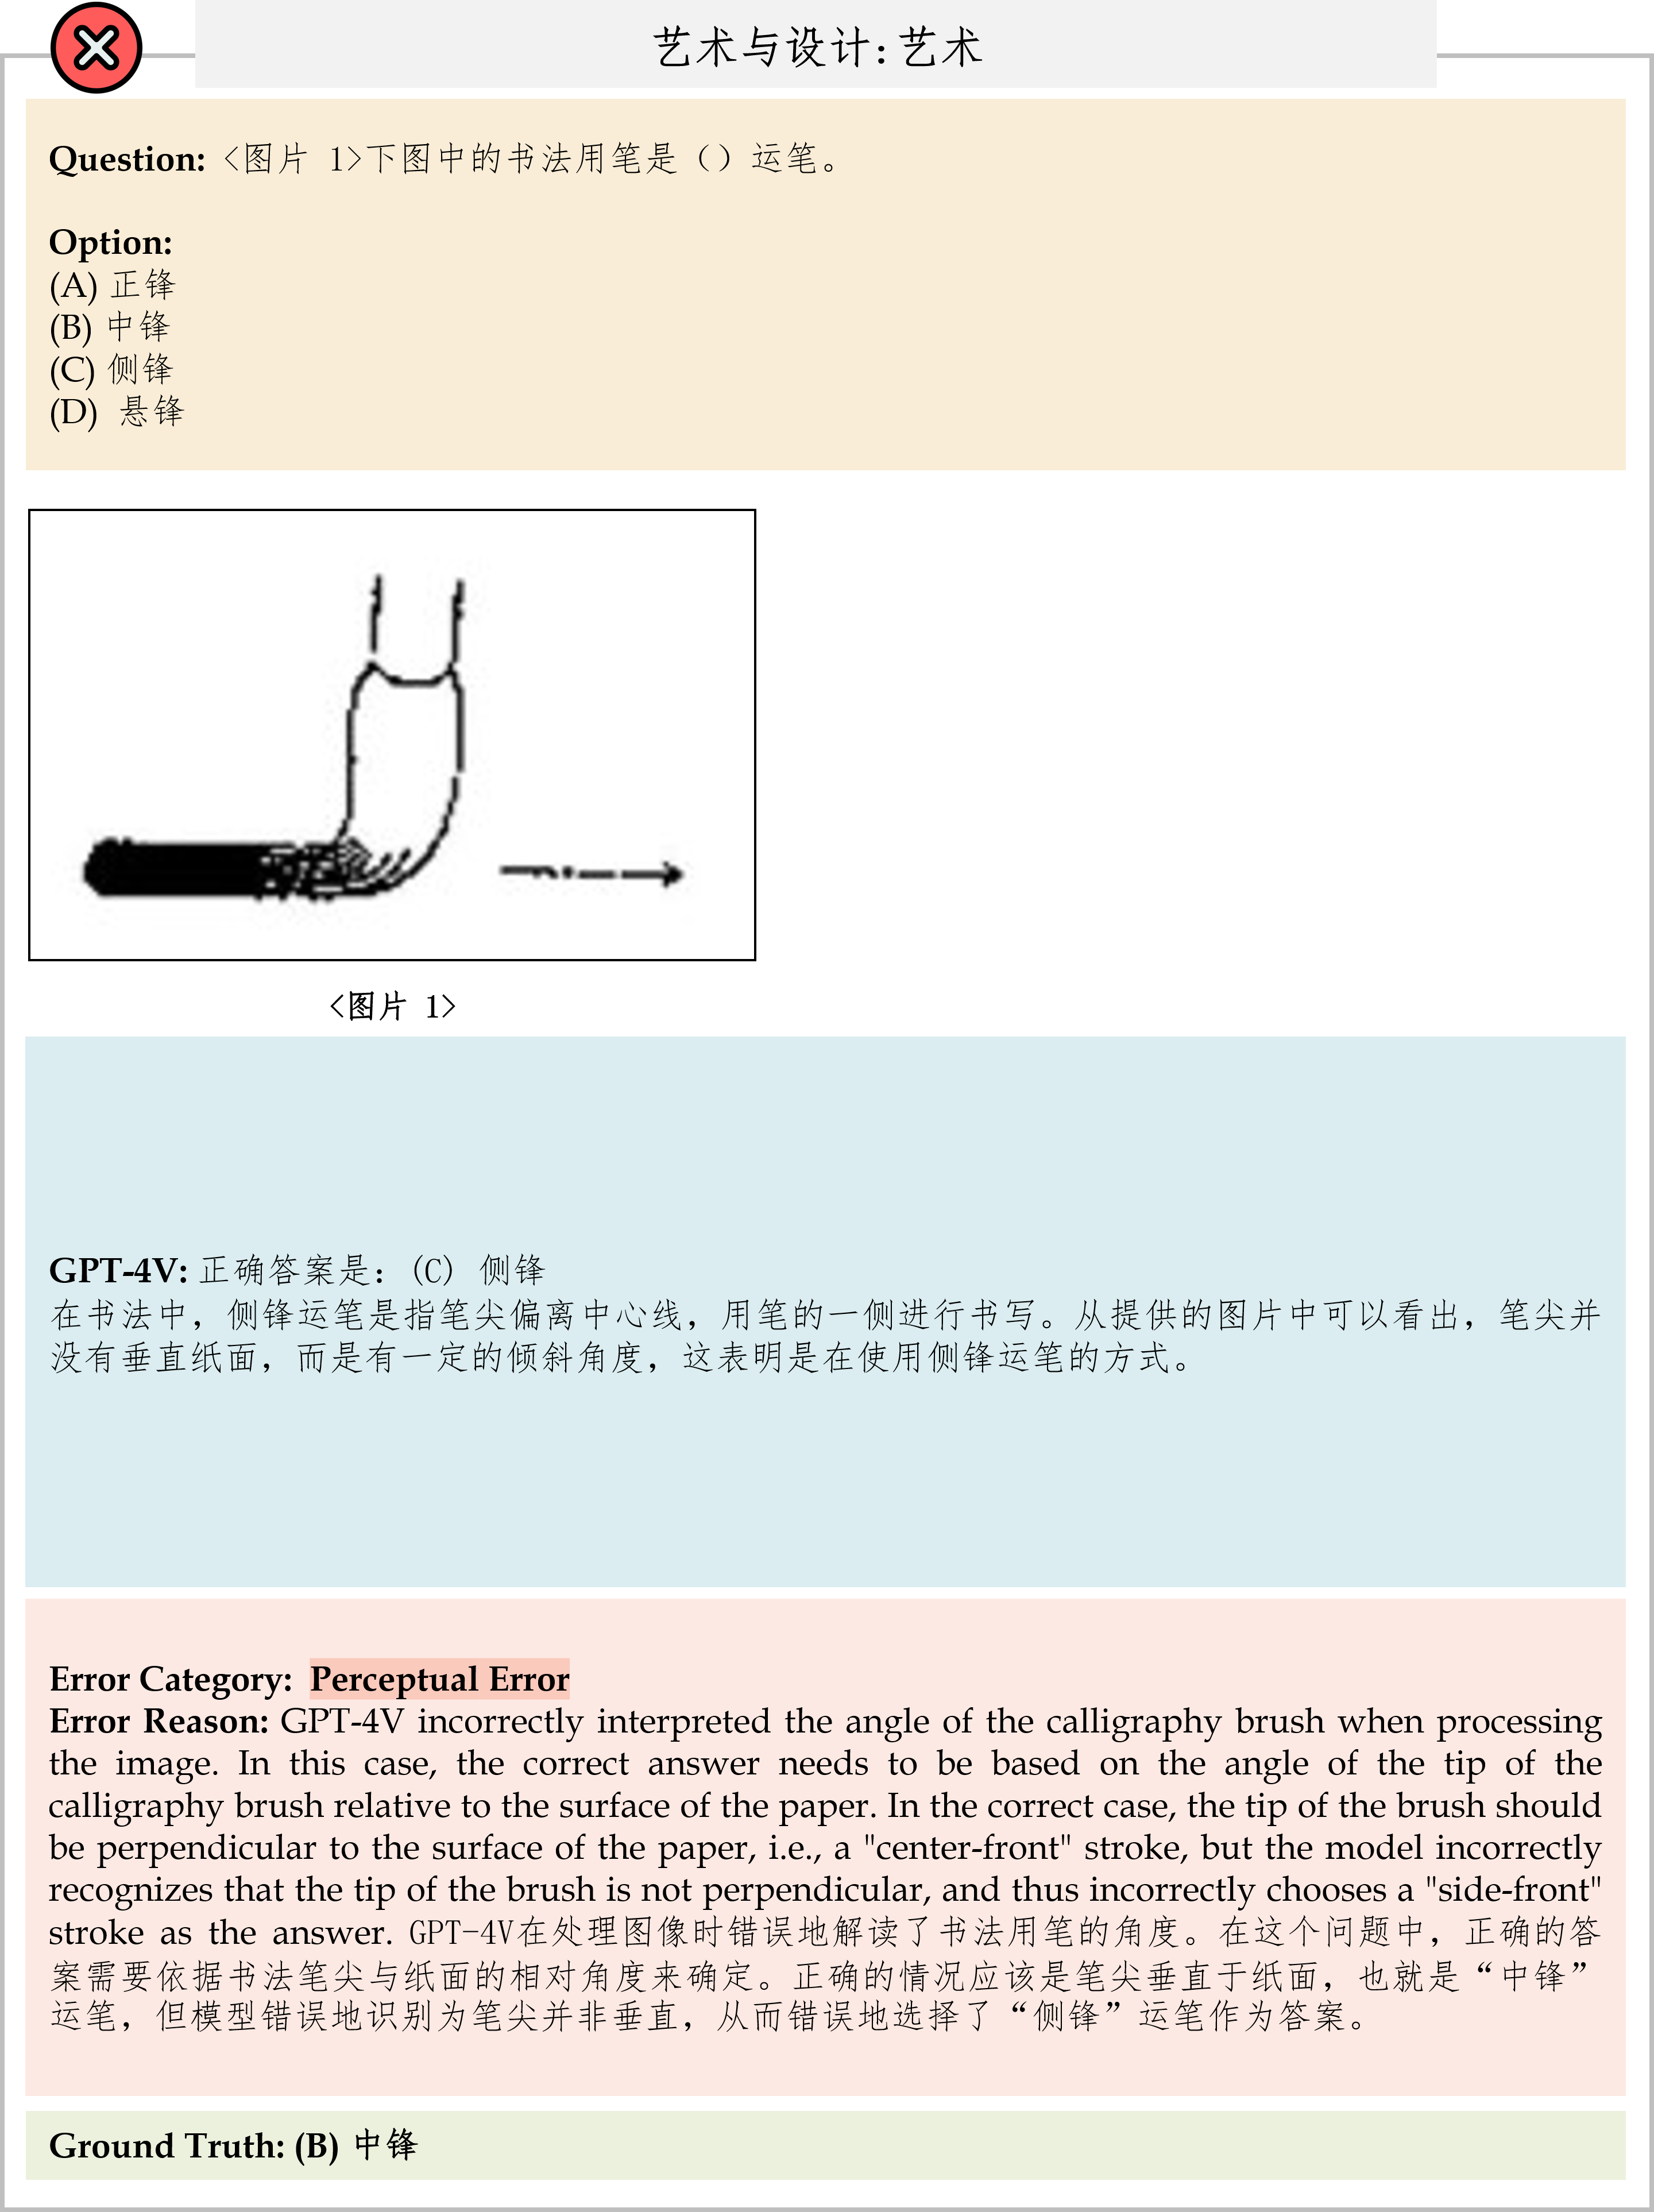 艺术与设计:艺术
Question: <图片 1>下图中的书法用笔是（）运笔。
Option:
(A) 正锋
(B) 中锋
(C) 侧锋
(D) 悬锋
<图片 1>
GPT-4V: 正确答案是：(C) 侧锋
在书法中，侧锋运笔是指笔尖偏离中心线，用笔的一侧进行书写。从提供的图片中可以看出，笔尖并
没有垂直纸面，而是有一定的倾斜角度，这表明是在使用侧锋运笔的方式。
Error Category: Perceptual Error
Error Reason: GPT-4V incorrectly interpreted the angle of the calligraphy brush when processing
the image. In this case, the correct answer needs to be based on the angle of the tip of the
calligraphy brush relative to the surface of the paper. In the correct case, the tip of the brush should
be perpendicular to the surface of the paper, i.e., a "center-front" stroke, but the model incorrectly
recognizes that the tip of the brush is not perpendicular, and thus incorrectly chooses a "side-front"
stroke as the answer. GPT-4V在处理图像时错误地解读了书法用笔的角度。在这个问题中，正确的答
案需要依据书法笔尖与纸面的相对角度来确定。正确的情况应该是笔尖垂直于纸面，也就是“中锋”
运笔，但模型错误地识别为笔尖并非垂直，从而错误地选择了“侧锋”运笔作为答案。
Ground Truth: (B) 中锋